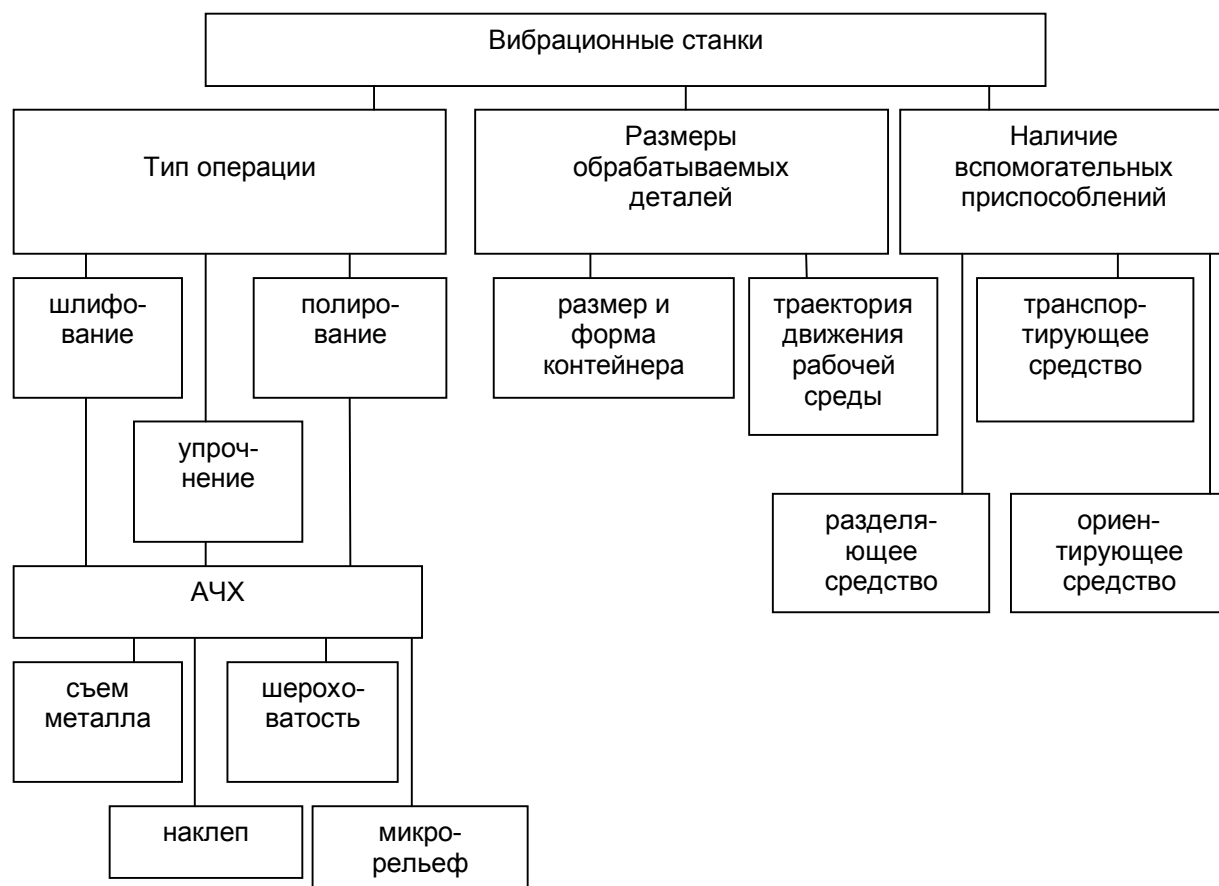 Вибрационные станки
Тип операции
Размеры
обрабатываемых
деталей
Наличие
вспомогательных
приспособлений
шлифо-
вание
полиро-
вание
размер и
форма
контейнера
траектория
движения
рабочей
среды
транспор-
тирующее
средство
упроч-
нение
разделя-
ющее
средство
ориен-
тирующее
средство
АЧХ
съем
металла
шерохо-
ватость
наклеп
микро-
рельеф